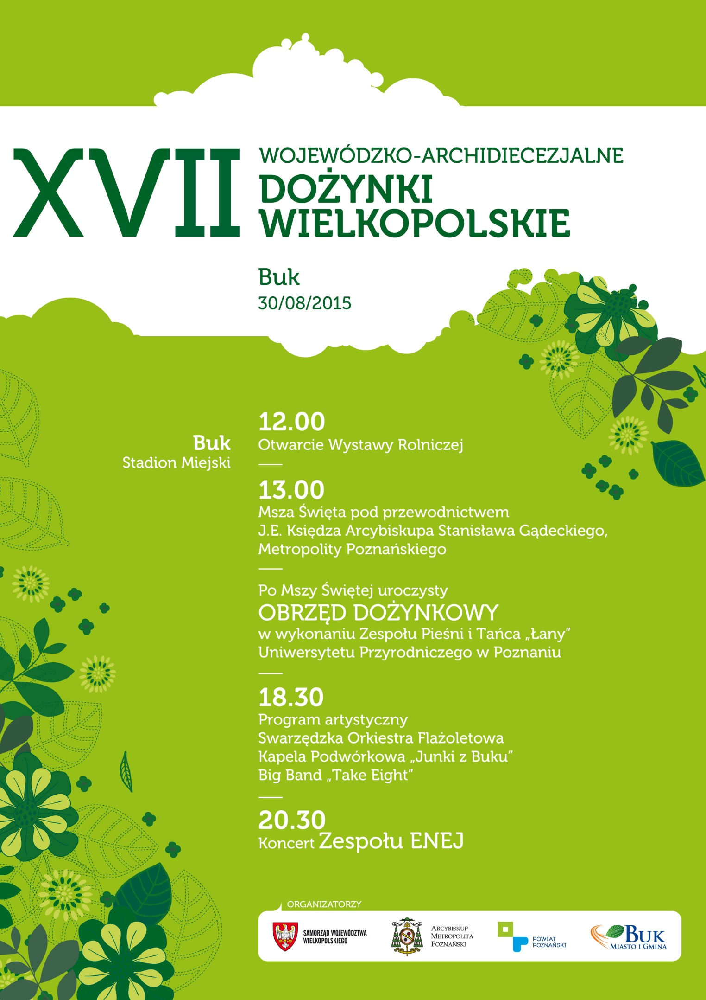 XVII
WOJEWÓDZKO-ARCHIDIECEZJALNE
DOŻYNKI
WIELKOPOLSKIE
Buk
30/08/2015
Buk
Stadion Miejski
12.00
Otwarcie Wystawy Rolniczej
13.00
Msza Święta pod przewodnictwem
J.E. Księdza Arcybiskupa Stanisława Gądeckiego,
Metropolity Poznańskiego
Po Mszy Świętej uroczysty
OBRZĘD DOŻYNKOWY
w wykonaniu Zespołu Pieśni i Tańca „Łany”
Uniwersytetu Przyrodniczego w Poznaniu
18.30
Program artystyczny
Swarzędzka Orkiestra Flażoletowa
Kapela Podwórkowa „Junki z Buku”
Big Band „Take Eight”
20.30
Koncert Zespołu ENEJ
ORGANIZATORZY
SAMORZĄD WOJEWÓDZTWA
WIELKOPOLSKIEGO
ARCYBISKUP
METROPOLITA
POZNAŃSKI
POWIAT
POZNAŃSKI
BUK
MIASTO I GMINA